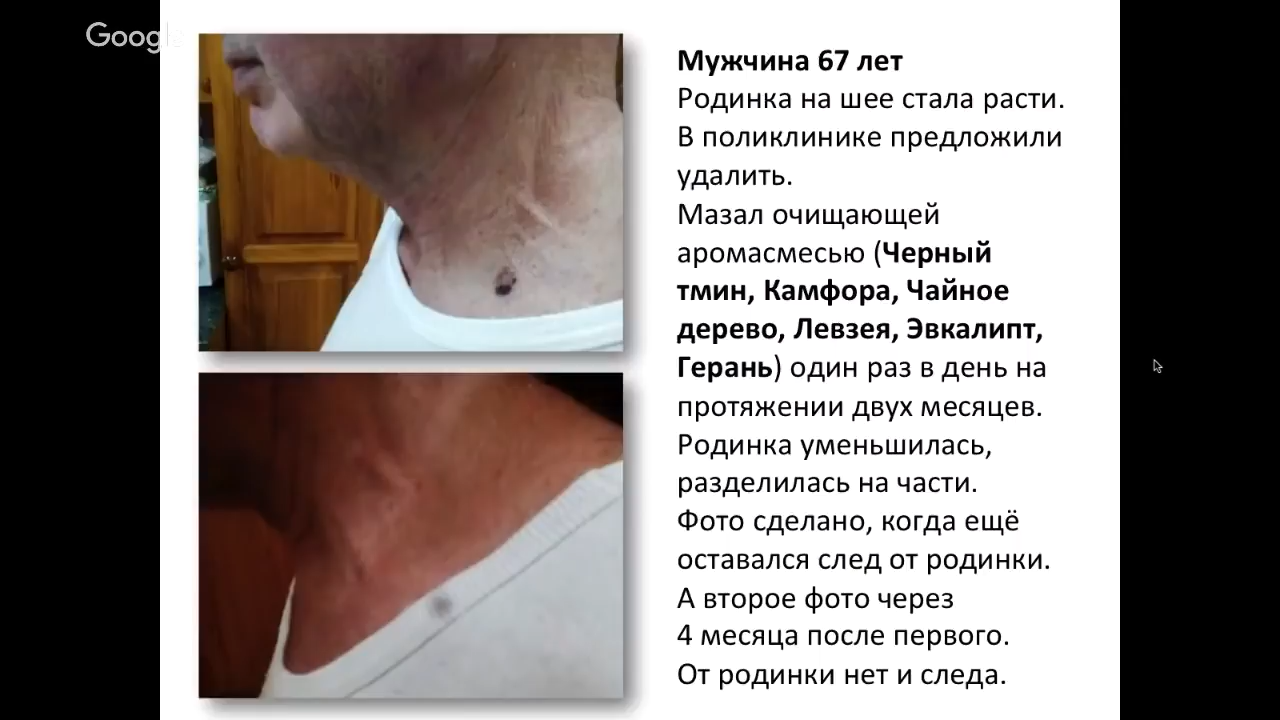 Google
Мужчина 67 лет
Родинка на шее стала расти.
В поликлинике предложили
удалить.
Мазал очищающей
аромасмесью (Черный
тмин, Камфора, Чайное
дерево, Левзея, Эвкалипт,
Герань) один раз в день на
протяжении двух месяцев.
Родинка уменьшилась,
разделилась на части.
Фото сделано, когда ещё
оставался след от родинки.
А второе фото через
4 месяца после первого.
От родинки нет и следа.